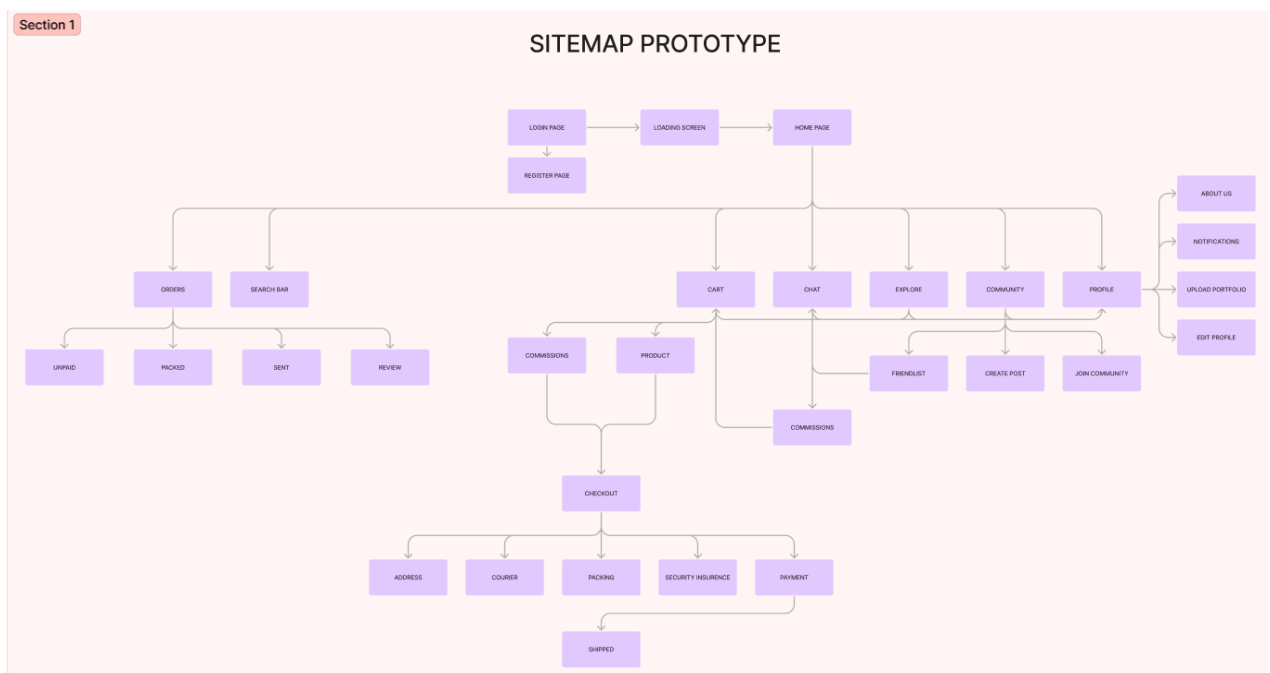 Section 1
SITEMAP PROTOTYPE
LOGIN PAGE
LOADING SCREEN
HOME PAGE
REGISTER PAGE
ABOUT US
NOTIFICATIONS
ORDERS
SEARCH BAR
CART
CHAT
EXPLORE
COMMUNITY
PROFILE
UPLOAD PORTFOLIO
EDIT PROFILE
COMMISSIONS
PRODUCT
UNPAID
PACKED
SENT
REVIEW
FRIENDLIST
CREATE POST
JOIN COMMUNITY
COMMISSIONS
CHECKOUT
ADDRESS
COURIER
PACKING
SECURITY INSURENCE
PAYMENT
SHIPPED